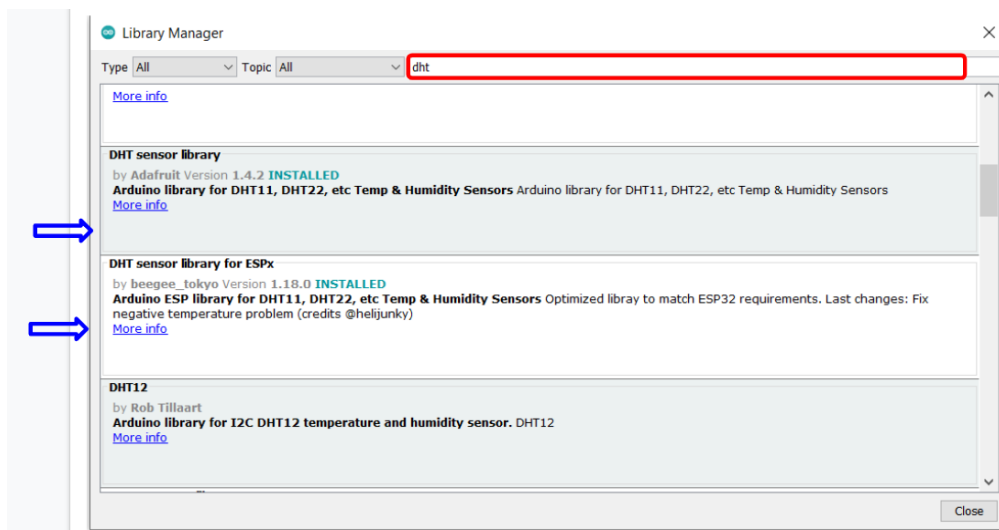 Library Manager
Type All Topic All dht
More info
DHT sensor library
by Adafruit Version 1.4.2 INSTALLED
Arduino library for DHT11, DHT22, etc Temp & Humidity Sensors Arduino library for DHT11, DHT22, etc Temp & Humidity Sensors
More info
DHT sensor library for ESPx
by beegee_tokyo Version 1.18.0 INSTALLED
Arduino ESP library for DHT11, DHT22, etc Temp & Humidity Sensors Optimized libray to match ESP32 requirements. Last changes: Fix
negative temperature problem (credits @helijunky)
More info
DHT12
by Rob Tillaart
Arduino library for I2C DHT12 temperature and humidity sensor. DHT12
More info
Close